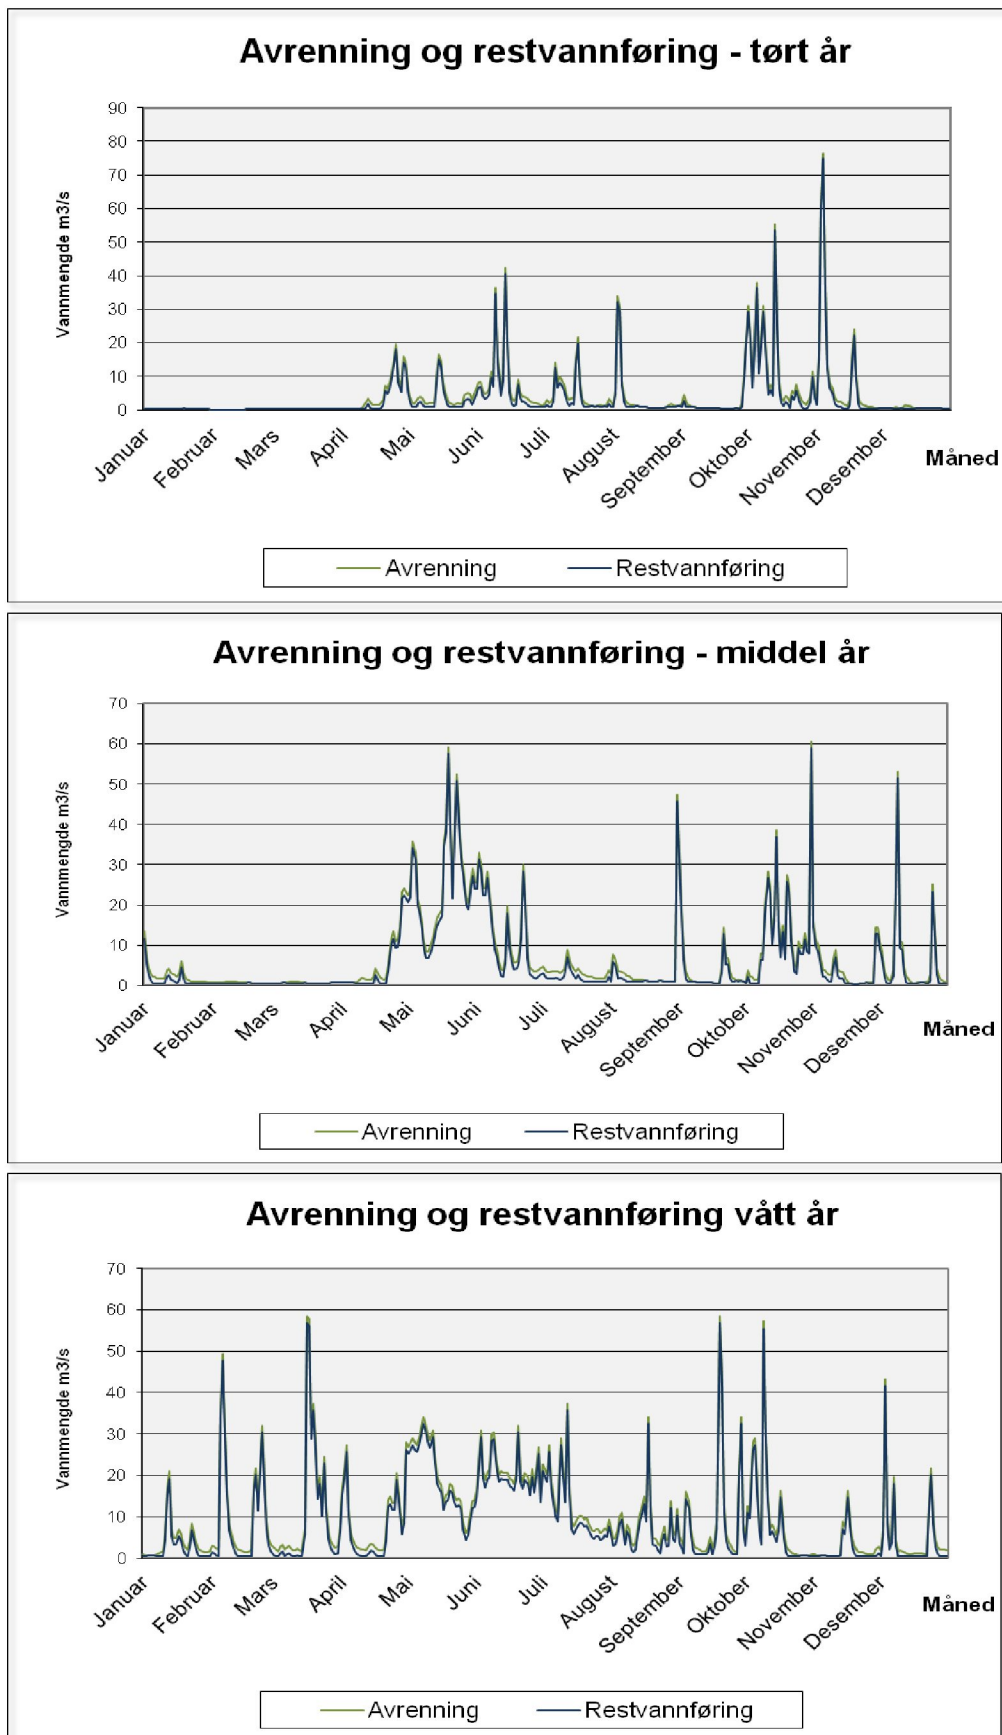 Avrenning og restvannføring - tørt år
Vannmengde m3/s
90
80
70
60
50
40
30
20
10
0
Januar
Februar
Mars
April
Mai
Juni
Juli
August
September
Oktober
November
Desember
Måned
Avrenning
Restvannføring
Avrenning og restvannføring - middel år
Vannmengde m3/s
70
60
50
40
30
20
10
0
Januar
Februar
Mars
April
Mai
Juni
Juli
August
September
Oktober
November
Desember
Måned
Avrenning
Restvannføring
Avrenning og restvannføring vått år
Vannmengde m3/s
70
60
50
40
30
20
10
0
Januar
Februar
Mars
April
Mai
Juni
Juli
August
September
Oktober
November
Desember
Måned
Avrenning
Restvannføring